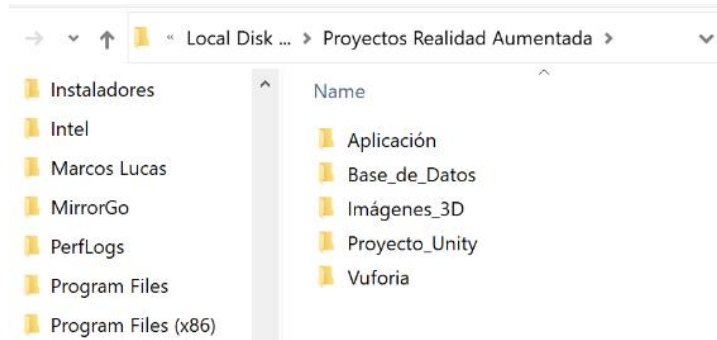 « Local Disk ... > Proyectos Realidad Aumentada >
Instaladores
Intel
Marcos Lucas
MirrorGo
PerfLogs
Program Files
Program Files (x86)
Name
Aplicación
Base_de_Datos
Imágenes_3D
Proyecto_Unity
Vuforia